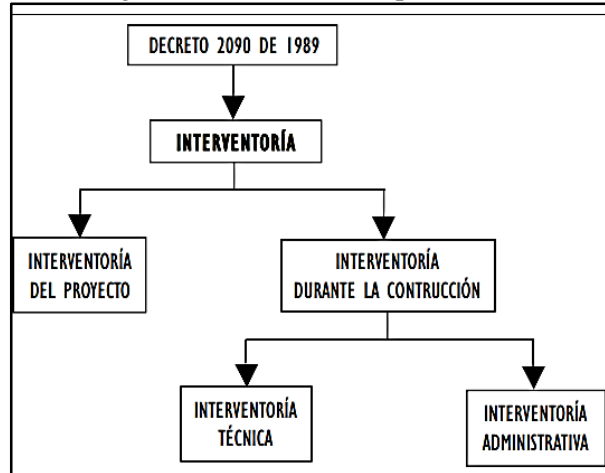 DECRETO 2090 DE 1989
INTERVENTORÍA
INTERVENTORÍA
DEL PROYECTO
INTERVENTORÍA
DURANTE LA CONTRUCCIÓN
INTERVENTORÍA
TÉCNICA
INTERVENTORÍA
ADMINISTRATIVA